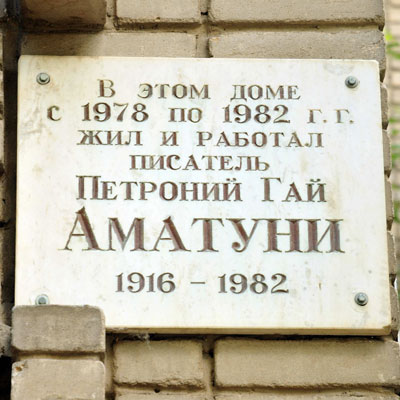 В этом доме
с 1978 по 1982 г.г.
жил и работал
писатель
Петроний Гай
Аматуни
1916 – 1982